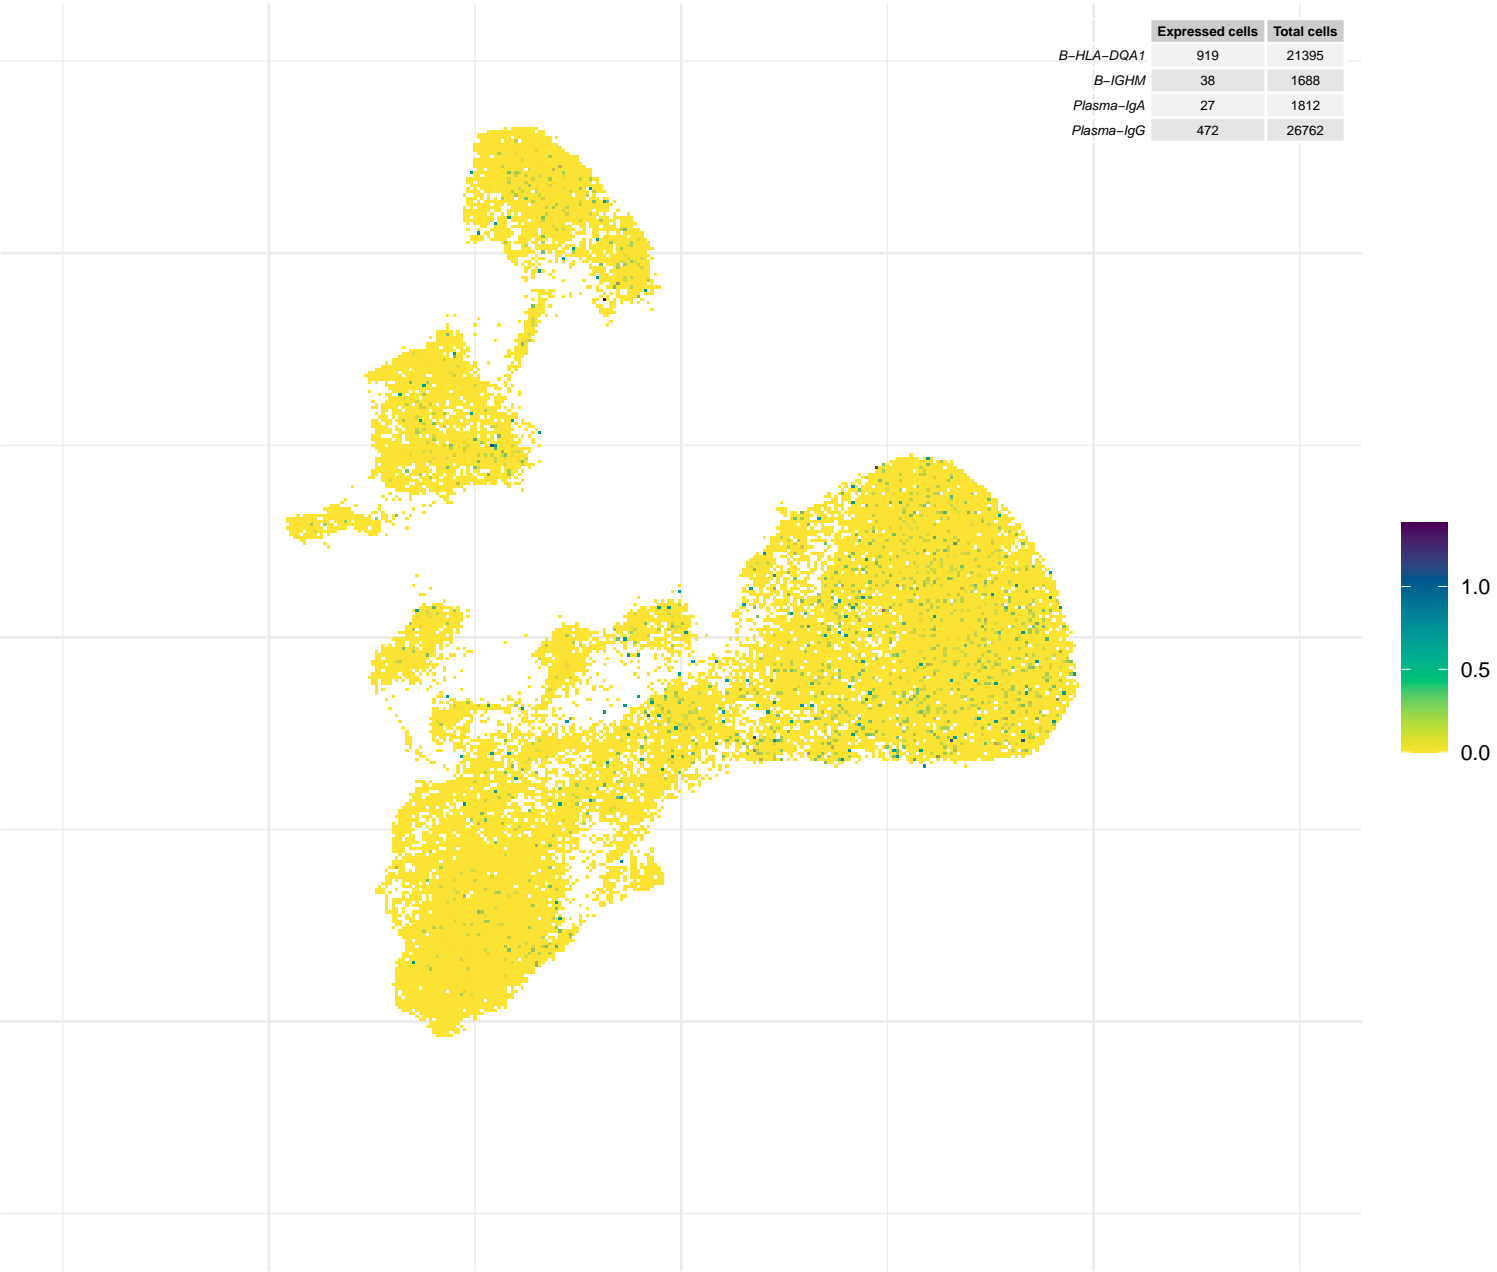 Expressed cells Total cells
B−HLA−DQA1 919 21395
B−IGHM 38 1688
Plasma−IgA 27 1812
Plasma−IgG 472 26762
1.0
0.5
0.0